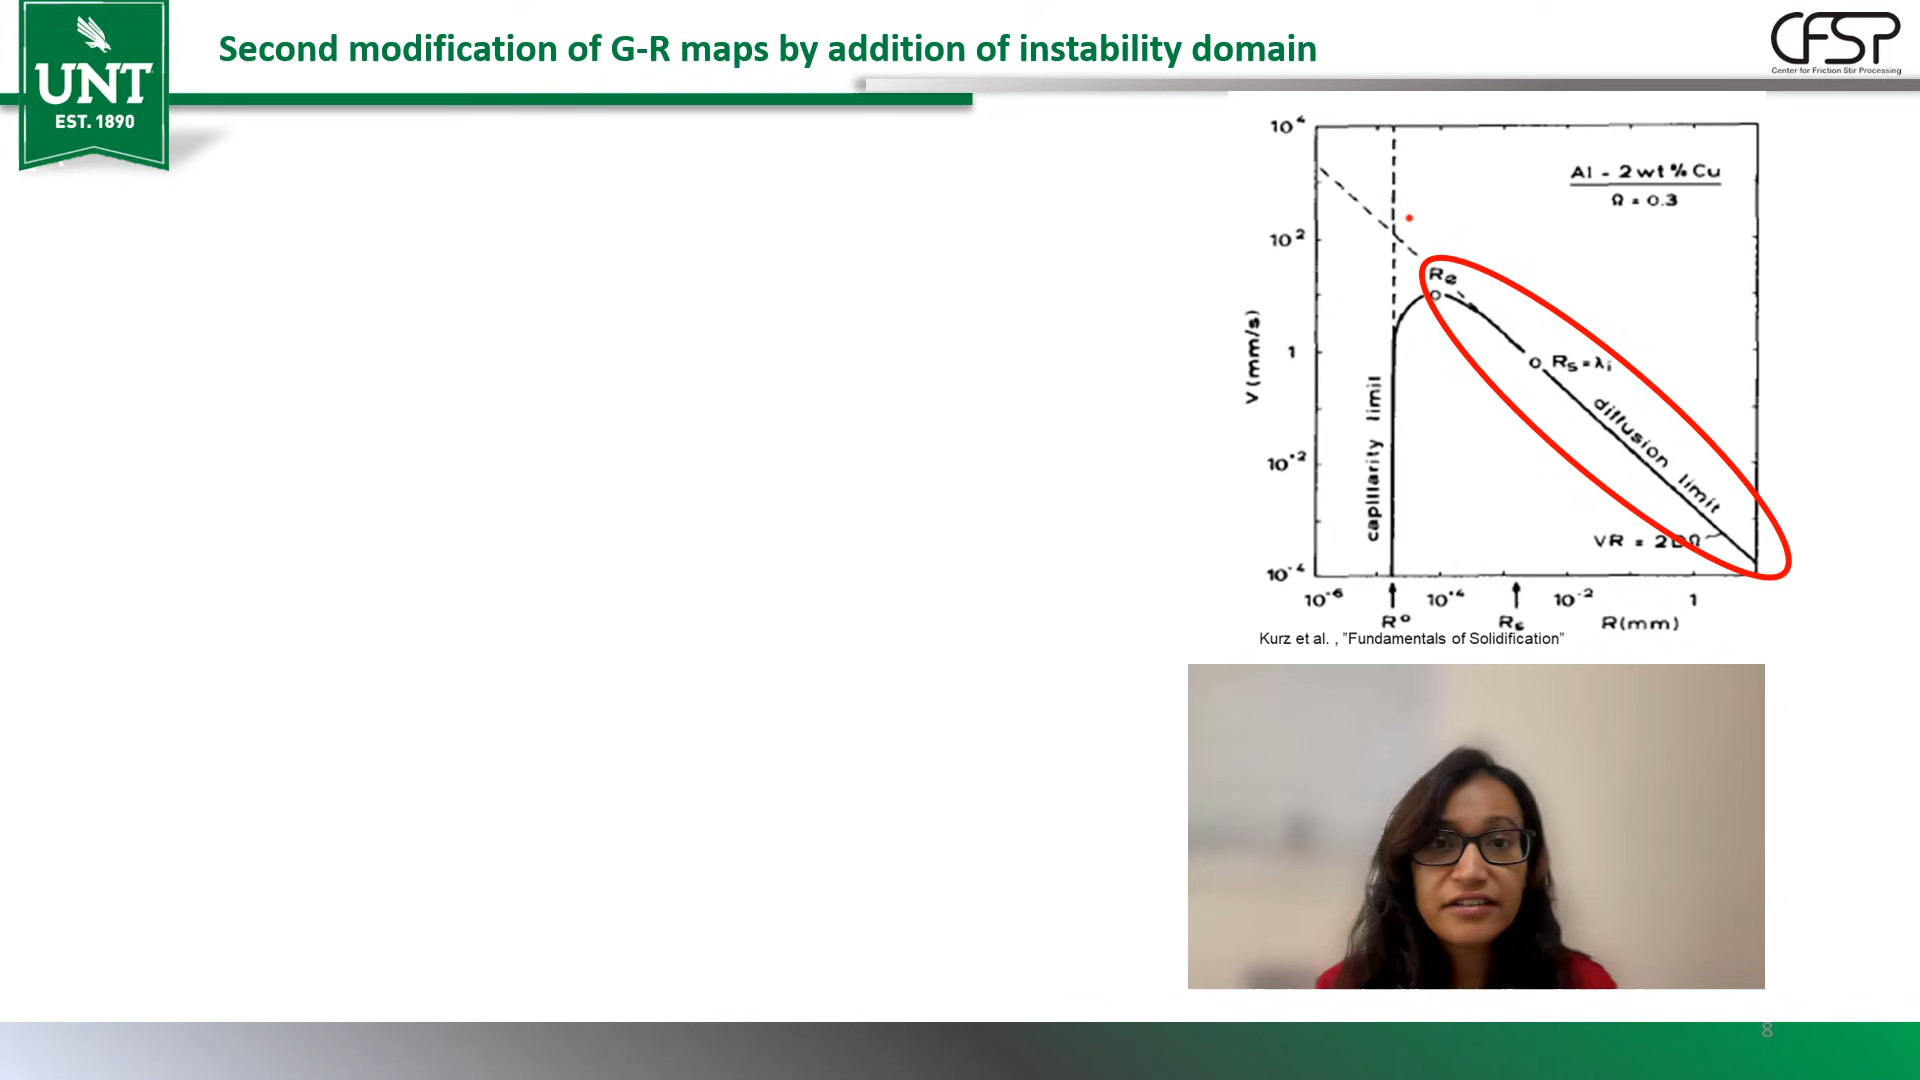 UNT
EST. 1890
Second modification of G-R maps by addition of instability domain
CFSP
Center for Friction Stir Processing
10⁴
10²
1
10⁻²
10⁻⁴
V (mm/s)
Al - 2 wt % Cu
Ω = 0.3
Re
Rs = λi
diffusion limit
capillarity limit
VR = 2DΩ
10⁻⁶
10⁻⁴
10⁻²
1
R°
R (mm)
Kurz et al. , ”Fundamentals of Solidification”
8